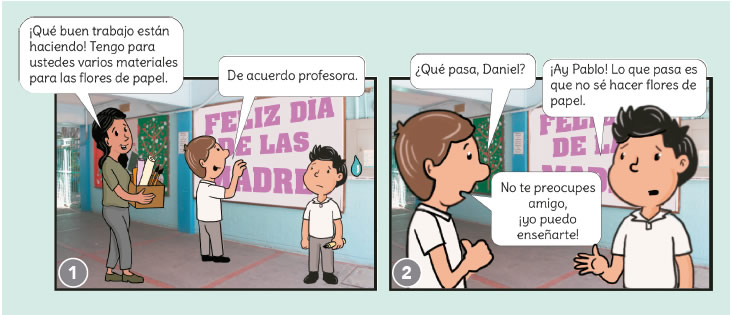 ¡Qué buen trabajo están
haciendo! Tengo para
ustedes varios materiales
para las flores de papel.
De acuerdo profesora.
FELIZ DIA
DE LAS
MADRE
1
¿Qué pasa, Daniel?
¡Ay Pablo! Lo que pasa es
que no sé hacer flores de
papel.
DE LA
No te preocupes
amigo,
¡yo puedo
enseñarte!
2